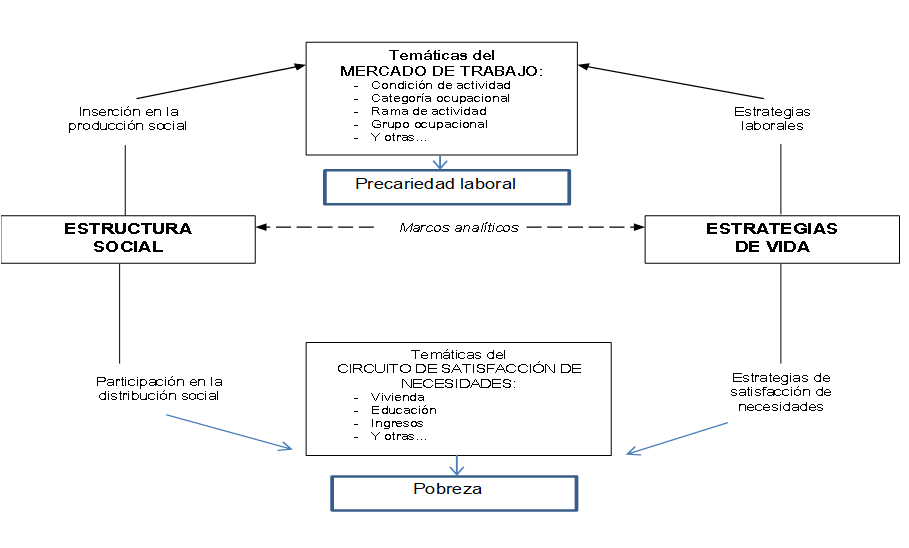 Temáticas del
MERCADO DE TRABAJO:
- Condición de actividad
- Categoría ocupacional
- Rama de actividad
- Grupo ocupacional
- Y otras...
Inserción en la
producción social
Estrategias
laborales
Precariedad laboral
ESTRUCTURA
SOCIAL
Marcos analíticos
ESTRATEGIAS
DE VIDA
Temáticas del
CIRCUITO DE SATISFACCIÓN DE
NECESIDADES:
- Vivienda
- Educación
- Ingresos
- Y otras...
Participación en la
distribución social
Estrategias de
satisfacción de
necesidades
Pobreza